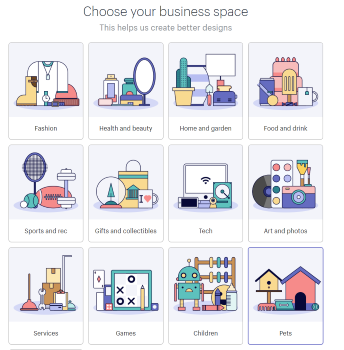 Choose your business space
This helps us create better designs
Fashion
Health and beauty
Home and garden
Food and drink
Sports and rec
Gifts and collectibles
Tech
Art and photos
Services
Games
Children
Pets